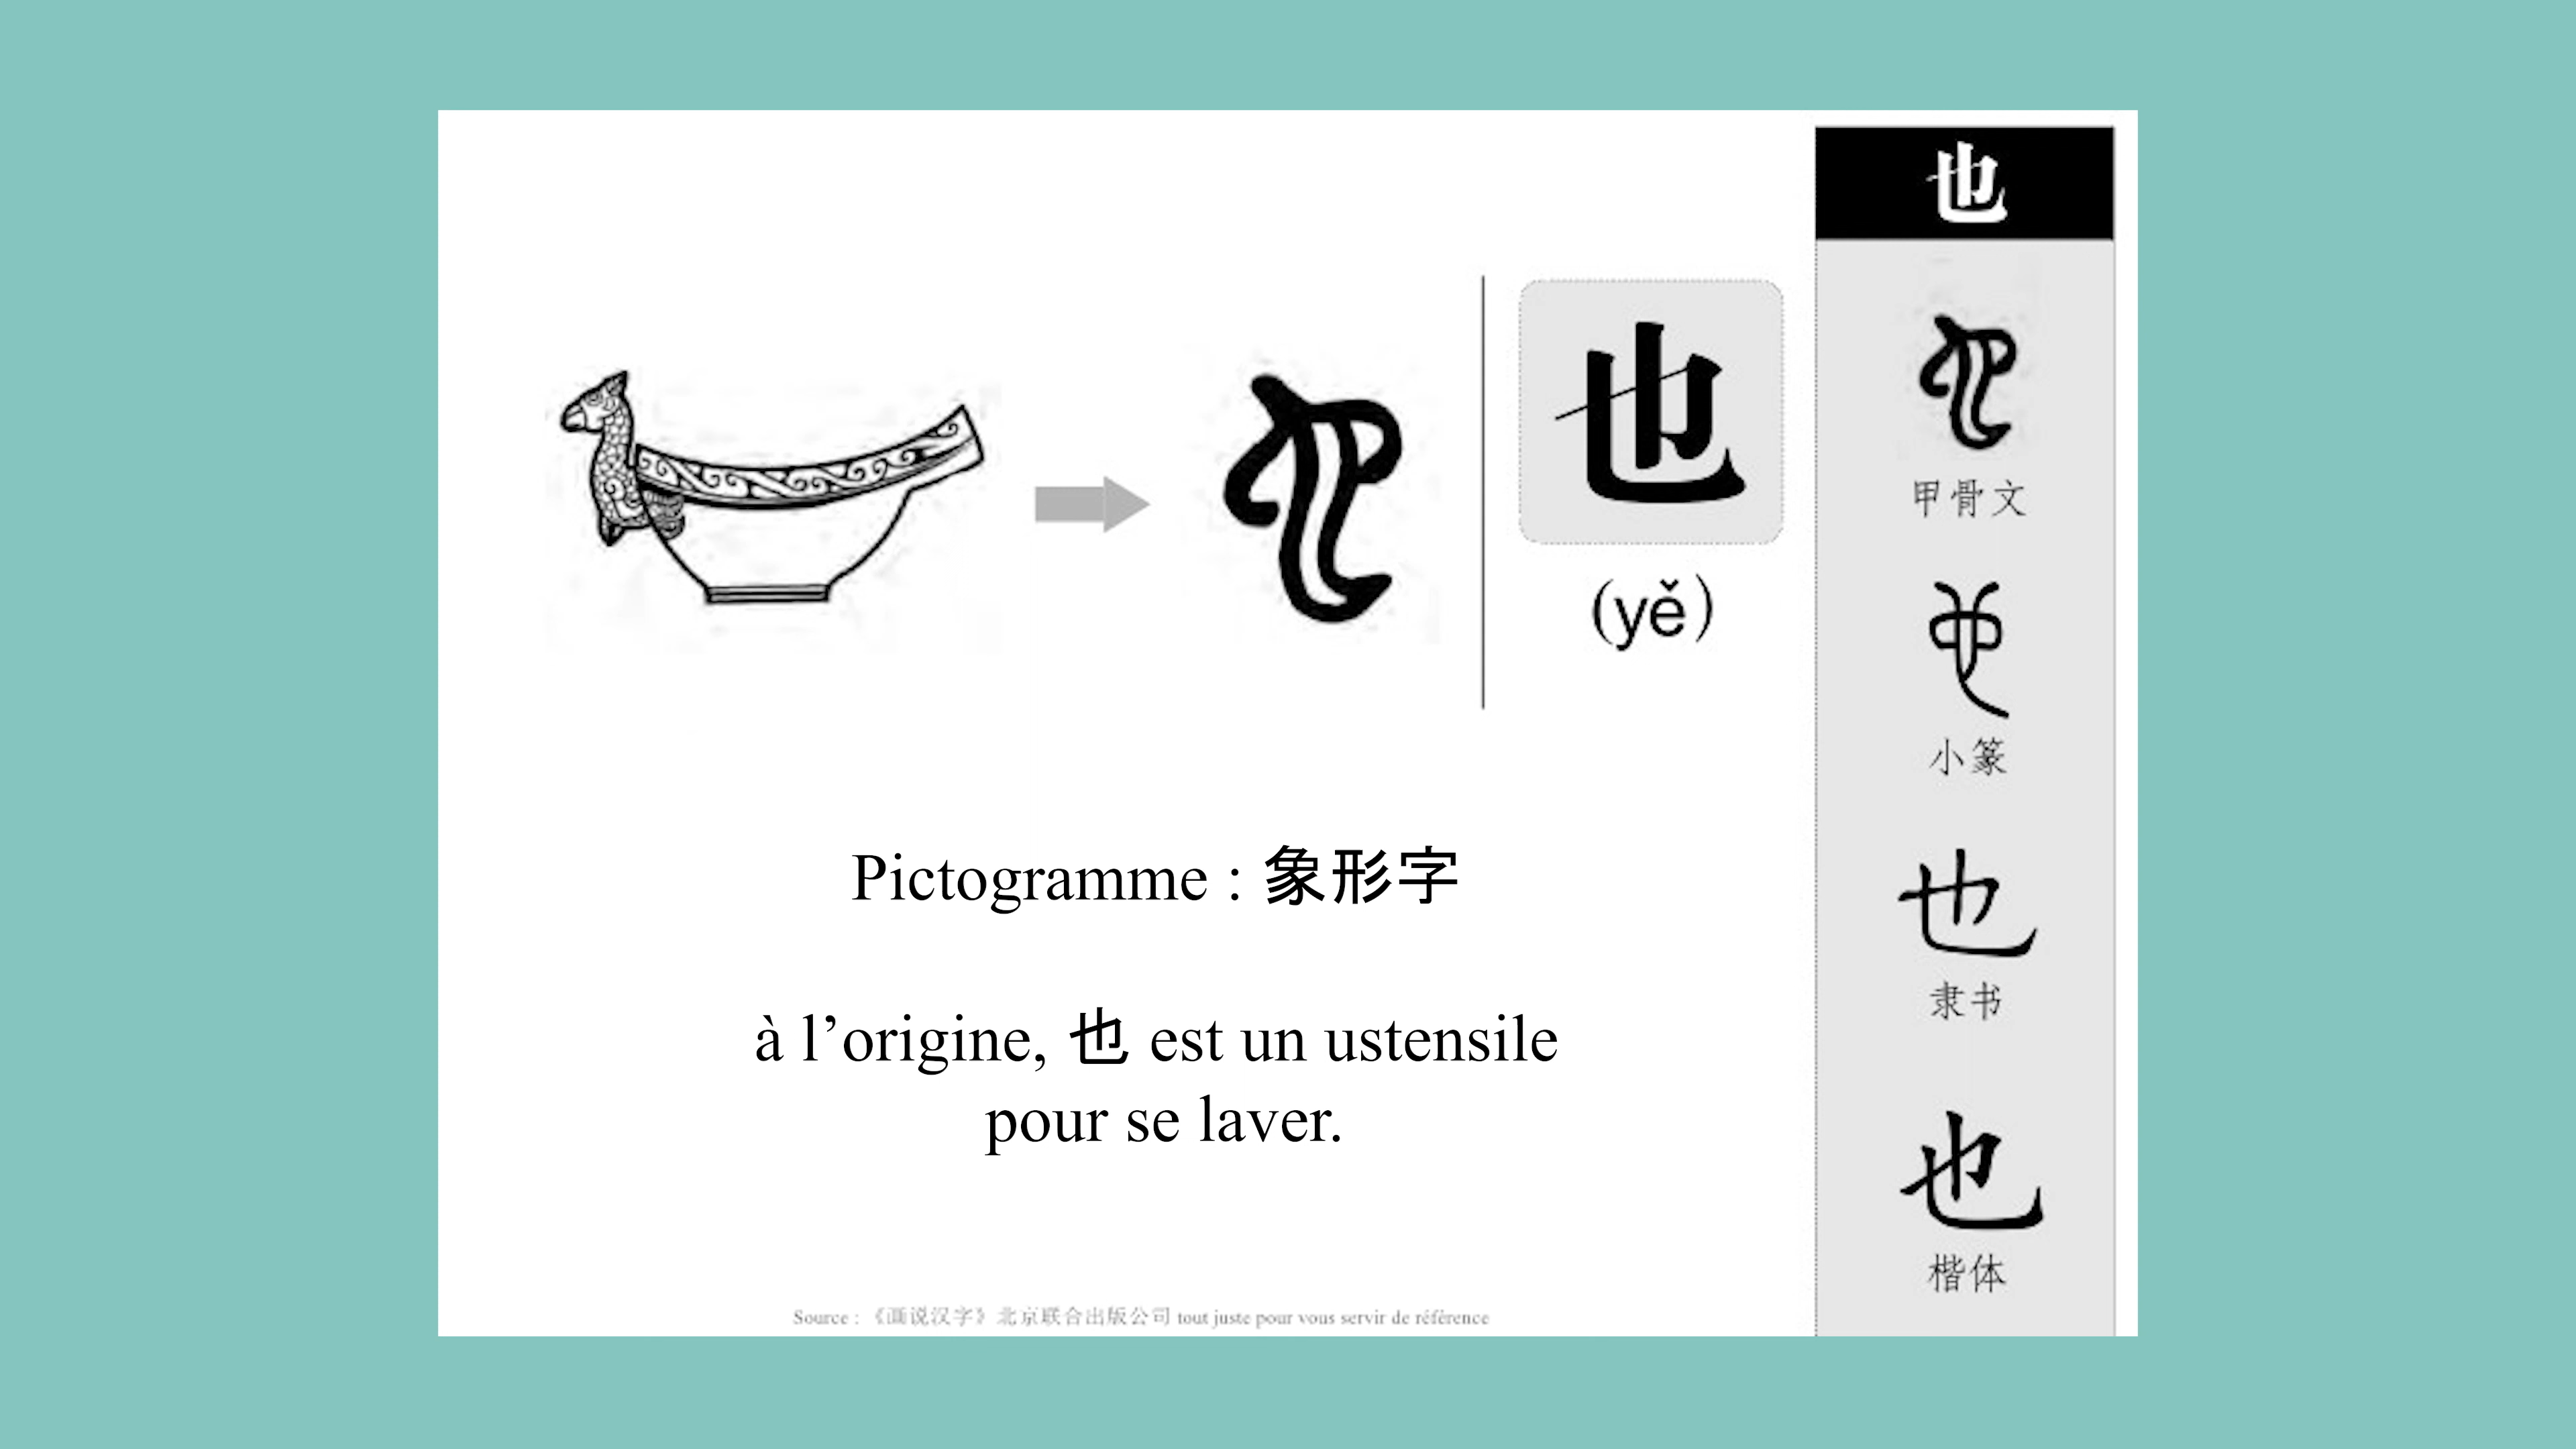 也
(yě)
Pictogramme : 象形字
à l’origine, 也 est un ustensile
pour se laver.
Source : 《画说汉字》北京联合出版公司 tout juste pour vous servir de référence
也
甲骨文
小篆
也
隶书
也
楷体